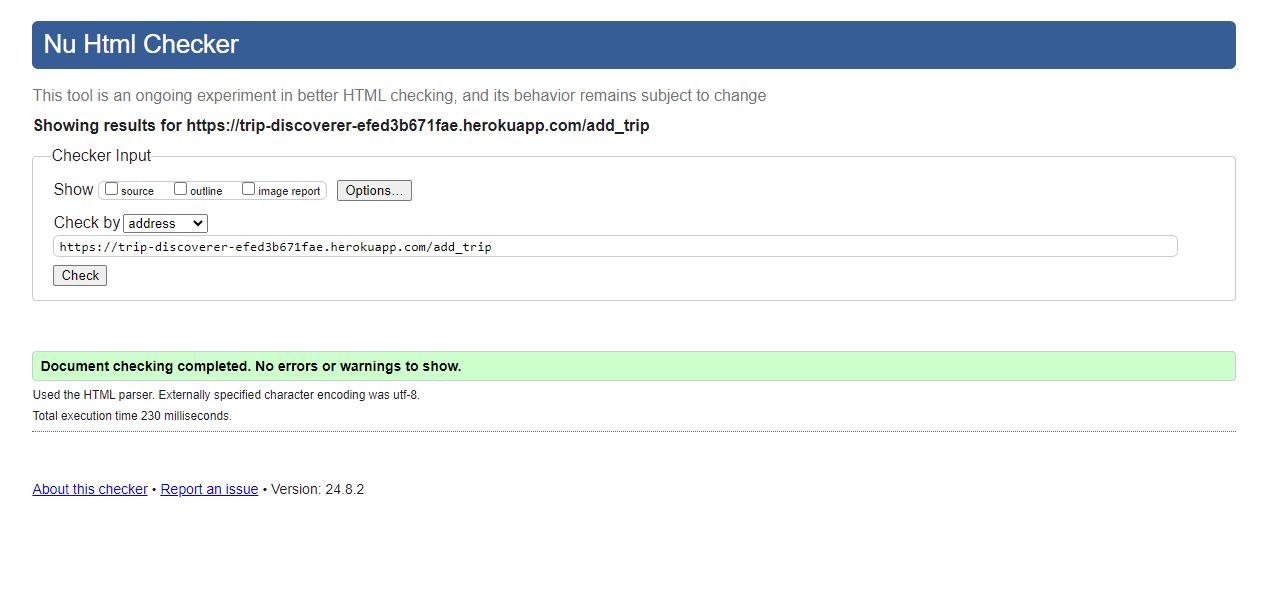 Nu Html Checker
This tool is an ongoing experiment in better HTML checking, and its behavior remains subject to change
Showing results for https://trip-discoverer-efed3b671fae.herokuapp.com/add_trip
Checker Input
Show source outline image report Options...
Check by address
https://trip-discoverer-efed3b671fae.herokuapp.com/add_trip
Check
Document checking completed. No errors or warnings to show.
Used the HTML parser. Externally specified character encoding was utf-8.
Total execution time 230 milliseconds.
About this checker • Report an issue • Version: 24.8.2